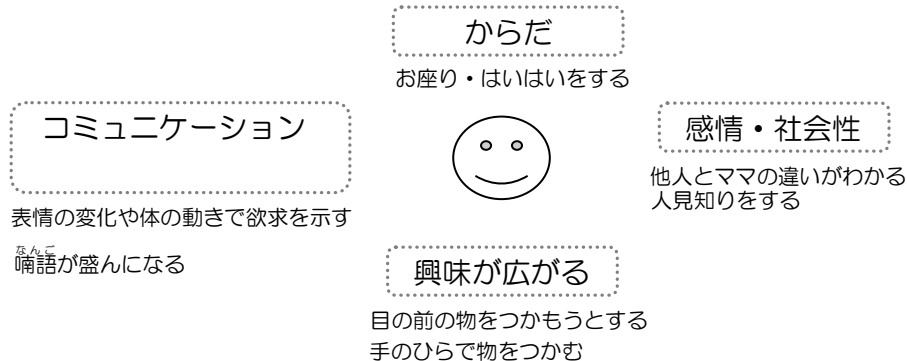 からだ
お座り・はいはいをする
コミュニケーション
表情の変化や体の動きで欲求を示す
なんご
喃語が盛んになる
感情・社会性
他人とママの違いがわかる
人見知りをする
興味が広がる
目の前の物をつかもうとする
手のひらで物をつかむ